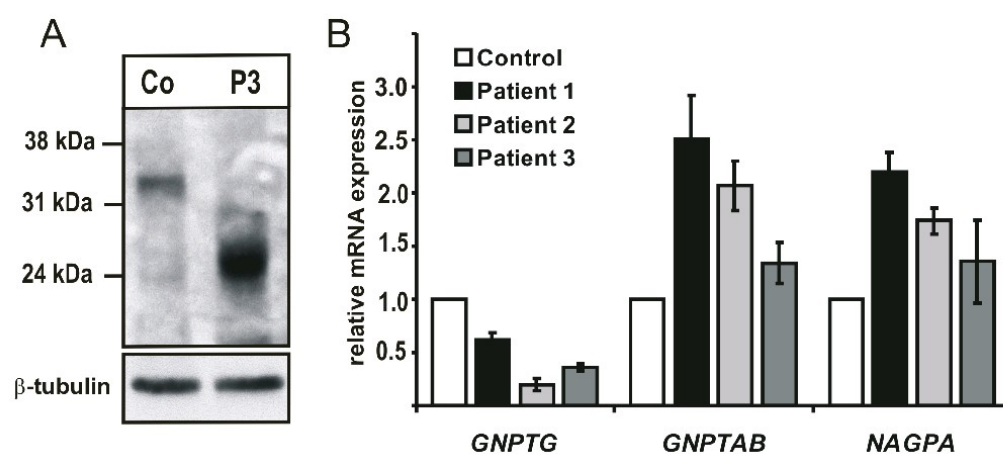 A
Co P3
38 kDa
31 kDa
24 kDa
β-tubulin
B
relative mRNA expression
3.0
2.5
2.0
1.5
1.0
0.5
Control
Patient 1
Patient 2
Patient 3
GNPTG GNPTAB NAGPA